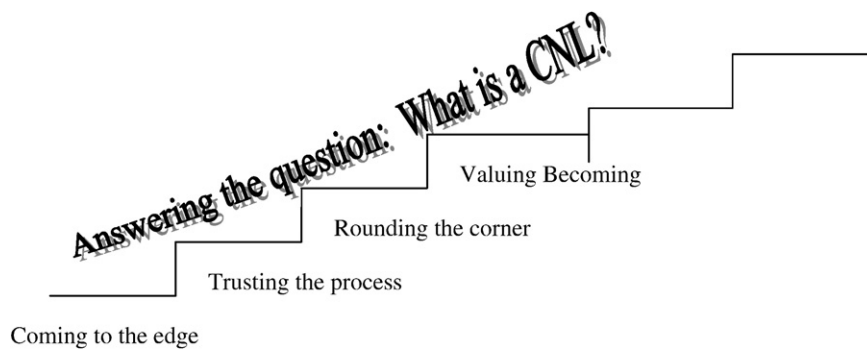 Answering the question: What is a CNL?
Valuing Becoming
Rounding the corner
Trusting the process
Coming to the edge